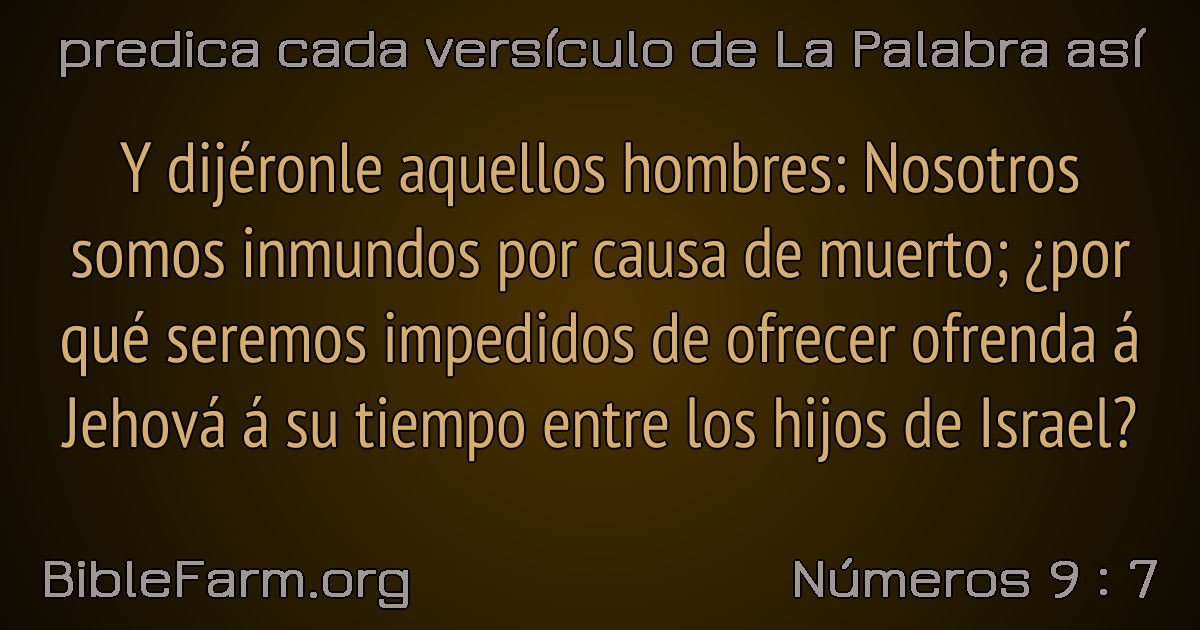 predica cada versículo de La Palabra así
Y dijéronle aquellos hombres: Nosotros
somos inmundos por causa de muerto; ¿por
qué seremos impedidos de ofrecer ofrenda á
Jehová á su tiempo entre los hijos de Israel?
BibleFarm.org
Números 9 : 7